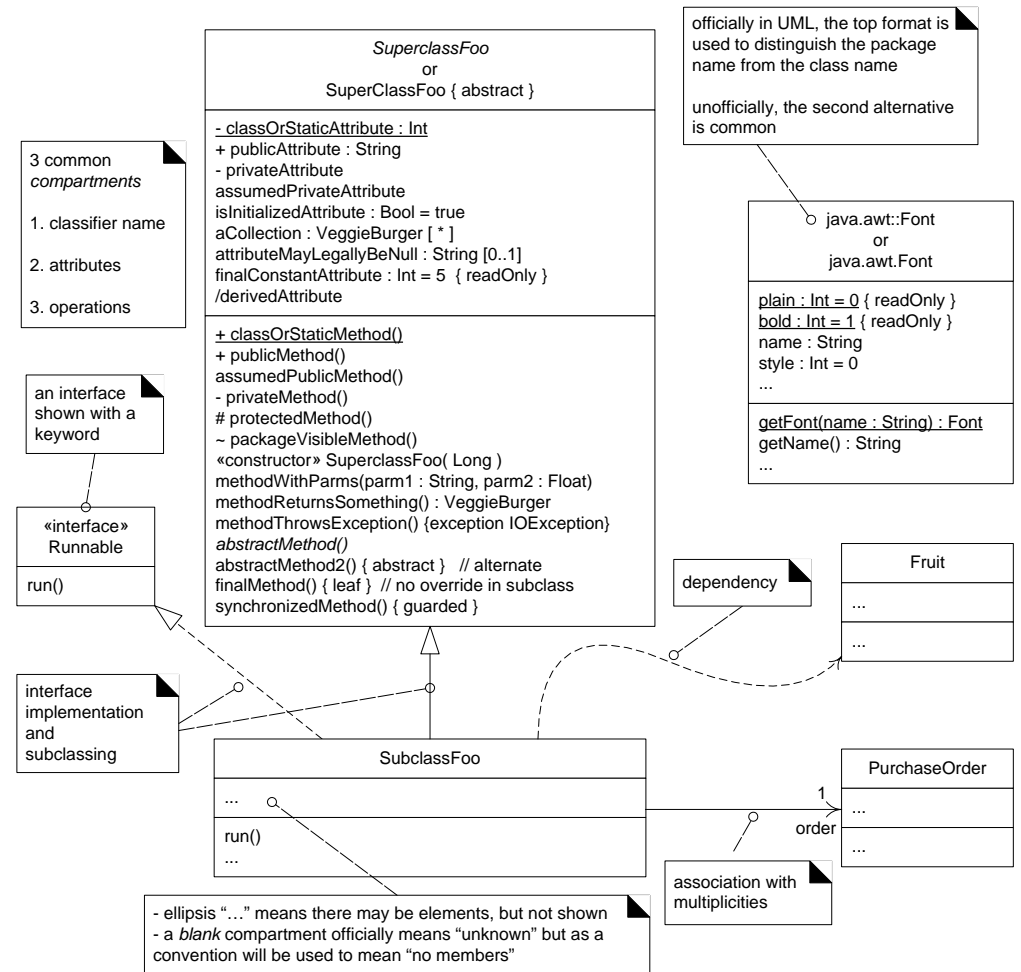 SuperclassFoo
or
SuperClassFoo { abstract }
- classOrStaticAttribute : Int
+ publicAttribute : String
- privateAttribute
assumedPrivateAttribute
isInitializedAttribute : Bool = true
aCollection : VeggieBurger [ * ]
attributeMayLegallyBeNull : String [0..1]
finalConstantAttribute : Int = 5 { readOnly }
/derivedAttribute
+ classOrStaticMethod()
+ publicMethod()
assumedPublicMethod()
- privateMethod()
# protectedMethod()
~ packageVisibleMethod()
«constructor» SuperclassFoo( Long )
methodWithParms(parm1 : String, parm2 : Float)
methodReturnsSomething() : VeggieBurger
methodThrowsException() {exception IOException}
abstractMethod()
abstractMethod2() { abstract } // alternate
finalMethod() { leaf } // no override in subclass
synchronizedMethod() { guarded }
3 common
compartments
1. classifier name
2. attributes
3. operations
officially in UML, the top format is
used to distinguish the package
name from the class name
unofficially, the second alternative
is common
java.awt::Font
or
java.awt.Font
plain : Int = 0 { readOnly }
bold : Int = 1 { readOnly }
name : String
style : Int = 0
...
getFont(name : String) : Font
getName() : String
...
an interface
shown with a
keyword
«interface»
Runnable
run()
interface
implementation
and
subclassing
dependency
Fruit
...
...
SubclassFoo
...
run()
...
1
order
PurchaseOrder
...
...
association with
multiplicities
- ellipsis “…” means there may be elements, but not shown
- a blank compartment officially means “unknown” but as a
convention will be used to mean “no members”